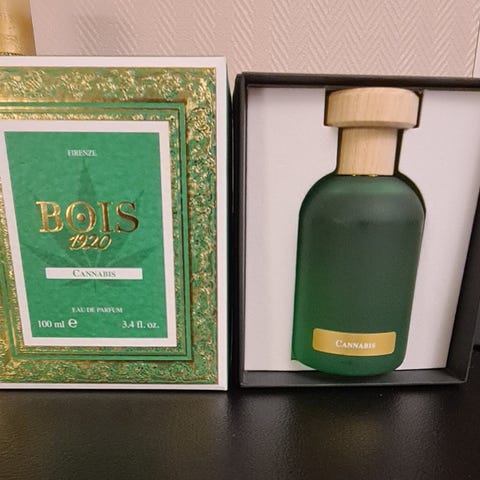 FIRENZE
BOIS
1920
CANNABIS
EAU DE PARFUM
100 ml e 3.4 fl. oz.
CANNABIS